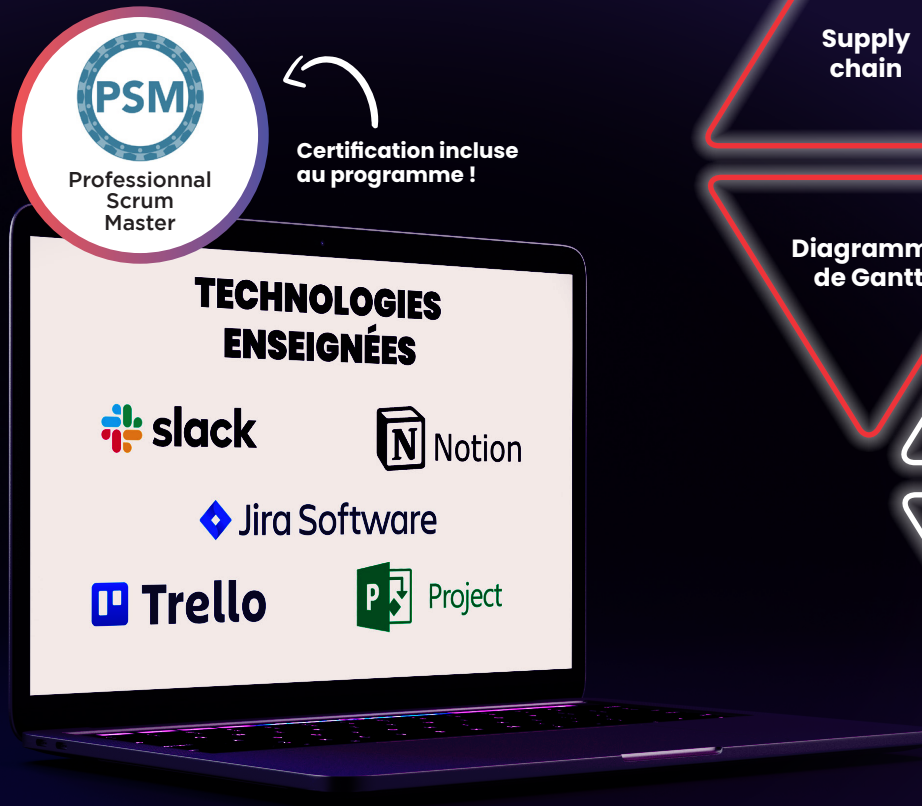 PSM
Professionnal
Scrum
Master
Certification incluse
au programme !
Supply
chain
de Gantt
TECHNOLOGIES
ENSEIGNÉES
slack
N Notion
Jira Software
Trello
P Project